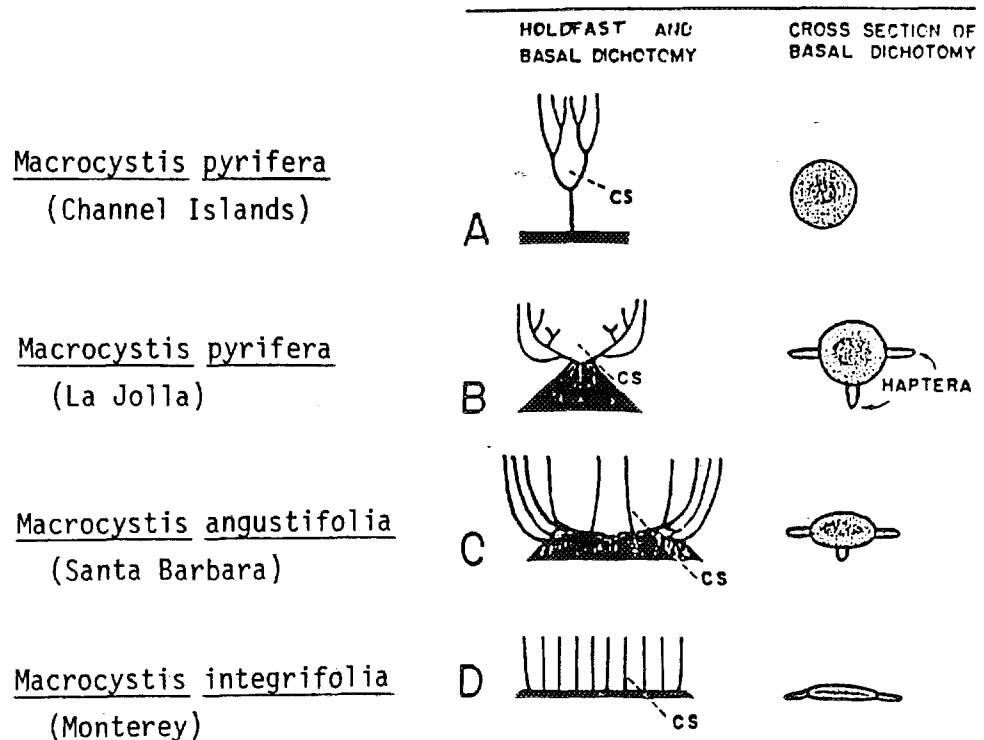 HOLDFAST AND
BASAL DICHOTOMY
CROSS SECTION OF
BASAL DICHOTOMY
Macrocystis pyrifera
(Channel Islands)
A
CS
Macrocystis pyrifera
(La Jolla)
B
CS
HAPTERA
Macrocystis angustifolia
(Santa Barbara)
C
CS
Macrocystis integrifolia
(Monterey)
D
CS